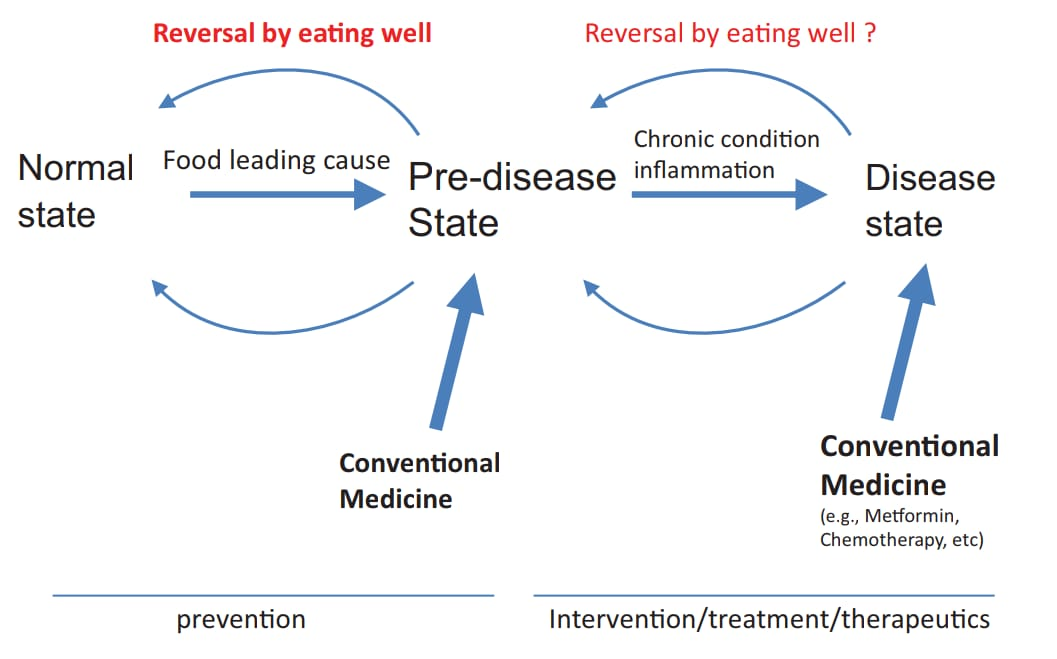 Reversal by eating well
Reversal by eating well ?
Normal
state
Food leading cause
Pre-disease
State
Chronic condition
inflammation
Disease
state
Conventional
Medicine
Conventional
Medicine
(e.g., Metformin,
Chemotherapy, etc)
prevention
Intervention/treatment/therapeutics